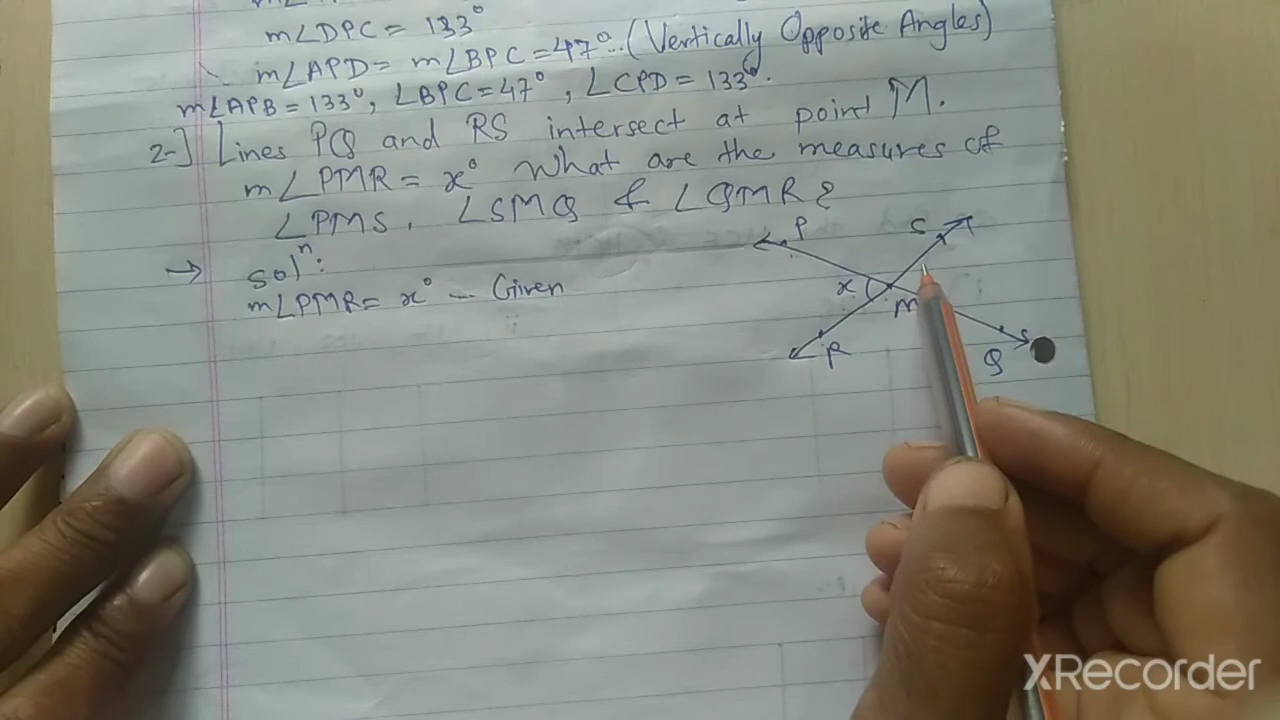 m∠DPC = 133°
m∠APD = m∠BPC = 47°..(Vertically Opposite Angles)
m∠APB = 133°, ∠BPC = 47°, ∠CPD = 133°.
2-] Lines PQ and RS intersect at point M.
m∠PMR = x° What are the measures of
∠PMS, ∠SMQ & ∠QMR?
→ solⁿ:
m∠PMR = x° -- Given
P
S
x
M
R
Q
XRecorder